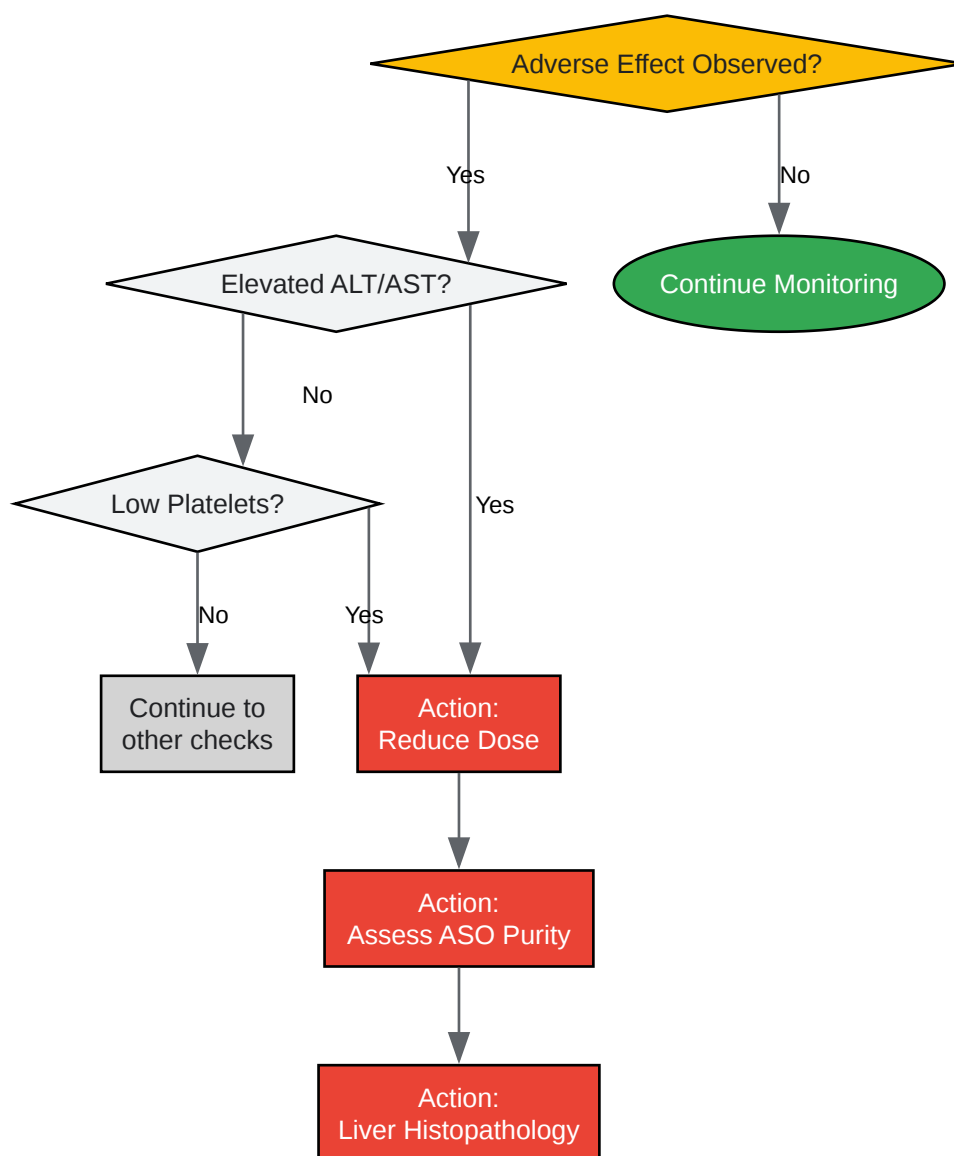 Adverse Effect Observed?
Yes
No
Elevated ALT/AST?
Continue Monitoring
No
Low Platelets?
Yes
No
Yes
Continue to
other checks
Action:
Reduce Dose
Action:
Assess ASO Purity
Action:
Liver Histopathology